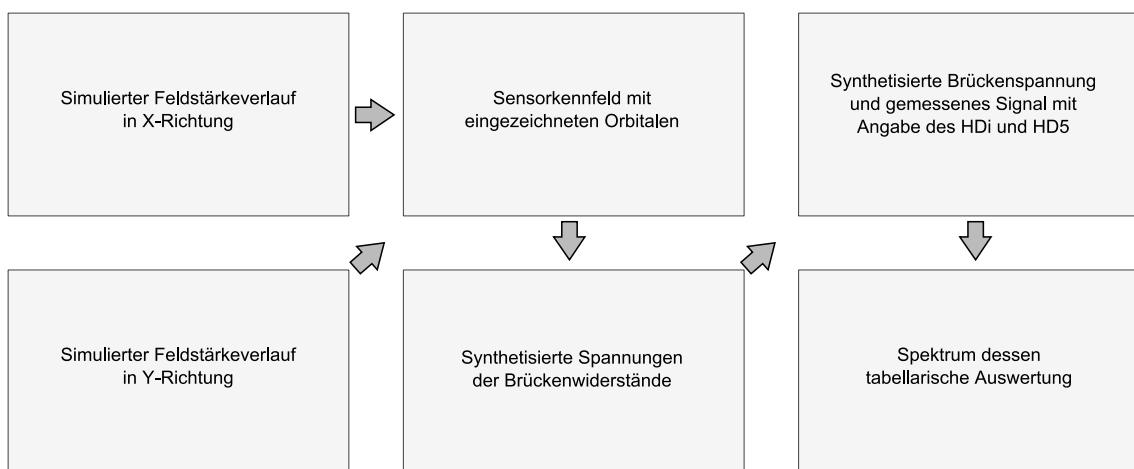 Simulierter Feldstärkeverlauf
in X-Richtung
Sensorkennfeld mit
eingezeichneten Orbitalen
Synthetisierte Brückenspannung
und gemessenes Signal mit
Angabe des HDi und HD5
Simulierter Feldstärkeverlauf
in Y-Richtung
Synthetisierte Spannungen
der Brückenwiderstände
Spektrum dessen
tabellarische Auswertung